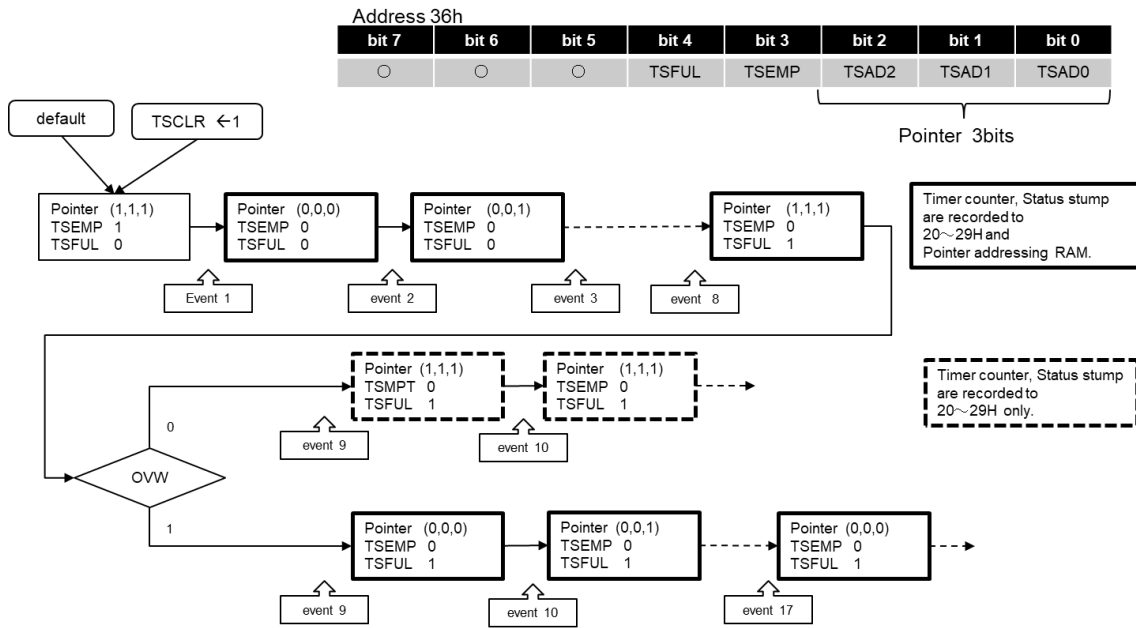 Address 36h
bit 7 bit 6 bit 5 bit 4 bit 3 bit 2 bit 1 bit 0
○ ○ ○ TSFUL TSEMP TSAD2 TSAD1 TSAD0
Pointer 3bits
default
TSCLR ←1
Pointer (1,1,1)
TSEMP 1
TSFUL 0
Pointer (0,0,0)
TSEMP 0
TSFUL 0
Pointer (0,0,1)
TSEMP 0
TSFUL 0
Pointer (1,1,1)
TSEMP 0
TSFUL 1
Timer counter, Status stump
are recorded to
20~29H and
Pointer addressing RAM.
Event 1
event 2
event 3
event 8
Pointer (1,1,1)
TSMPT 0
TSFUL 1
Pointer (1,1,1)
TSEMP 0
TSFUL 1
Timer counter, Status stump
are recorded to
20~29H only.
0
event 9
event 10
OVW
1
Pointer (0,0,0)
TSEMP 0
TSFUL 1
Pointer (0,0,1)
TSEMP 0
TSFUL 1
Pointer (0,0,0)
TSEMP 0
TSFUL 1
event 9
event 10
event 17